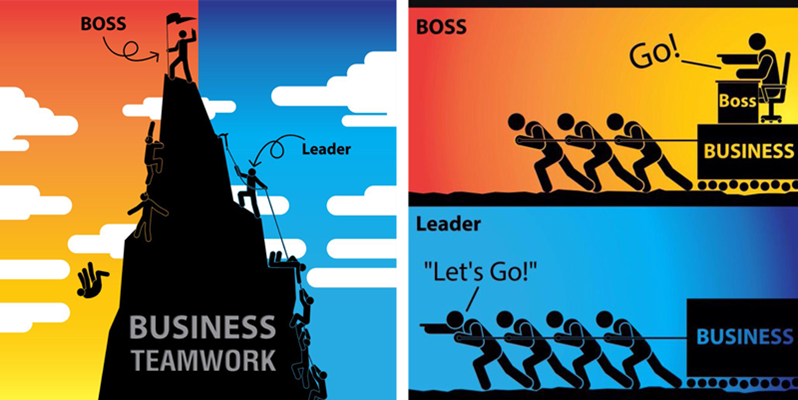 BOSS
Leader
BUSINESS
TEAMWORK
BOSS
Go!
Boss
BUSINESS
Leader
"Let's Go!"
BUSINESS